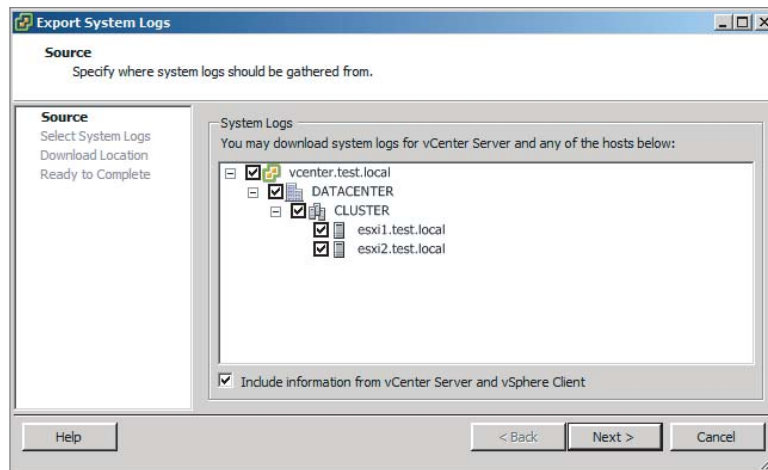 Export System Logs
Source
Specify where system logs should be gathered from.
Source
Select System Logs
Download Location
Ready to Complete
System Logs
You may download system logs for vCenter Server and any of the hosts below:
vcenter.test.local
DATACENTER
CLUSTER
esxi1.test.local
esxi2.test.local
Include information from vCenter Server and vSphere Client
Help
< Back
Next >
Cancel